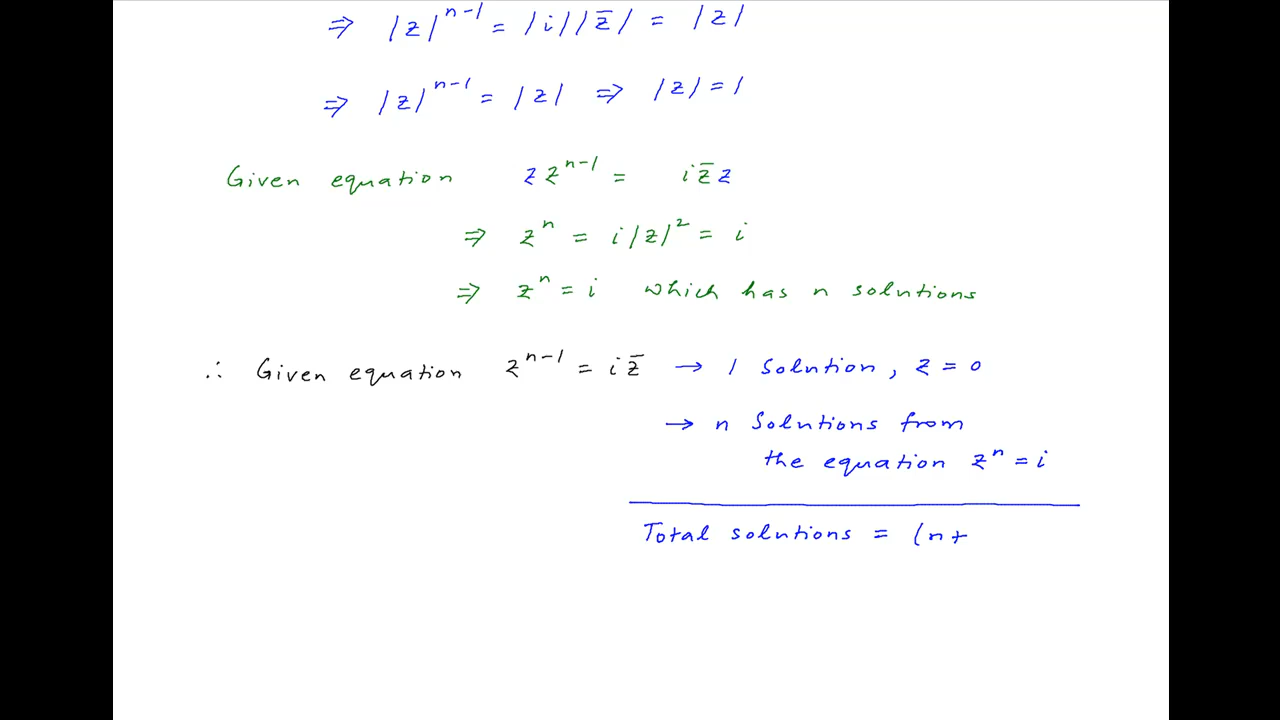 ⇒ |z|^{n-1} = |i| |z̄| = |z|
⇒ |z|^{n-1} = |z| ⇒ |z| = 1
Given equation z z^{n-1} = i z̄ z
⇒ z^n = i |z|^2 = i
⇒ z^n = i which has n solutions
∴ Given equation z^{n-1} = i z̄ → 1 Solution, z = 0
→ n Solutions from
the equation z^n = i
Total solutions = (n+